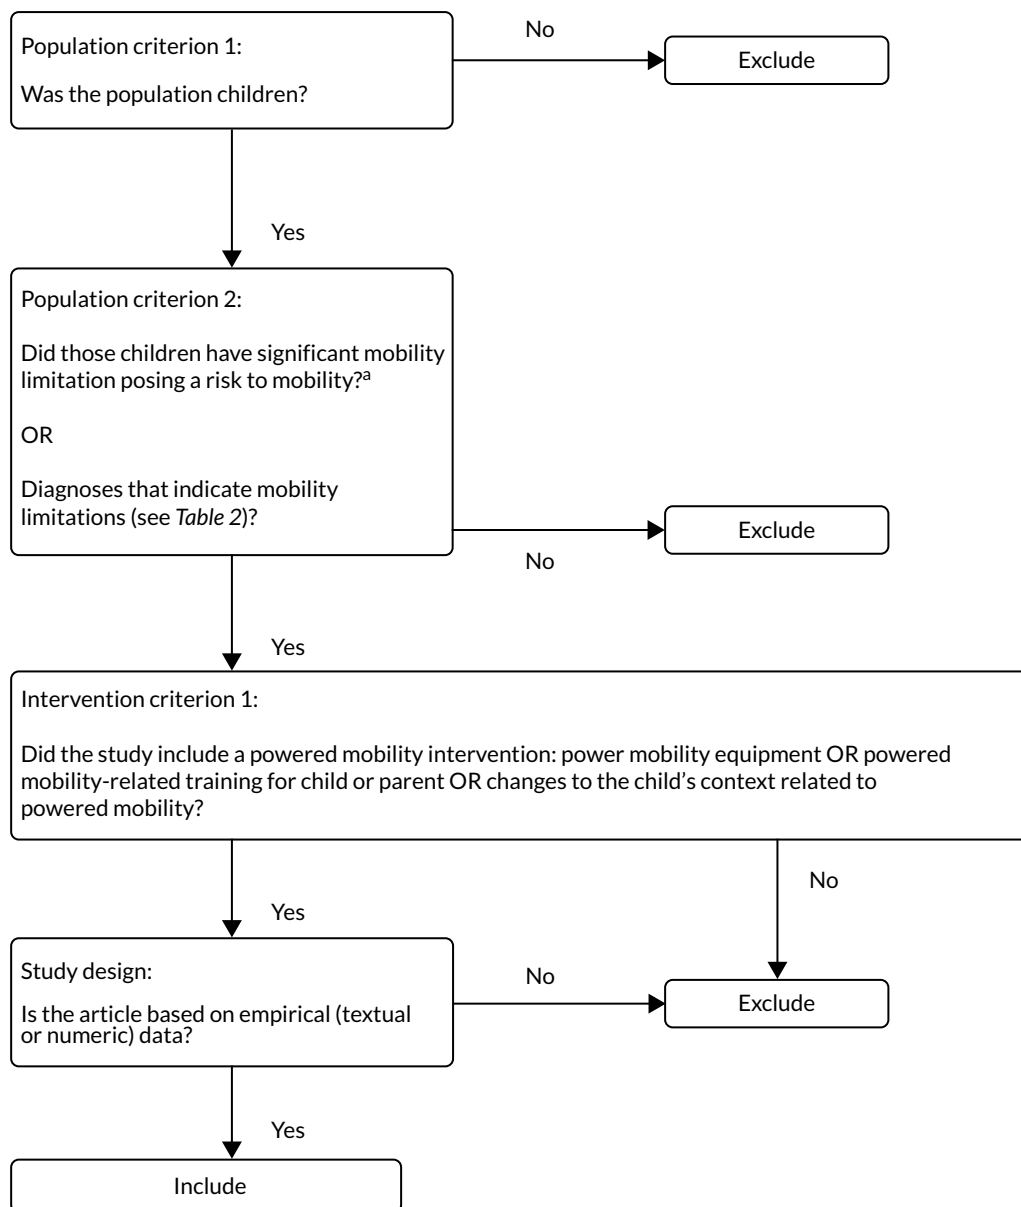 Population criterion 1:
Was the population children?
No
Exclude
Yes
Population criterion 2:
Did those children have significant mobility
limitation posing a risk to mobility?ᵃ
OR
Diagnoses that indicate mobility
limitations (see Table 2)?
No
Exclude
Yes
Intervention criterion 1:
Did the study include a powered mobility intervention: power mobility equipment OR powered
mobility-related training for child or parent OR changes to the child’s context related to
powered mobility?
Yes
No
Study design:
Is the article based on empirical (textual
or numeric) data?
No
Exclude
Yes
Include